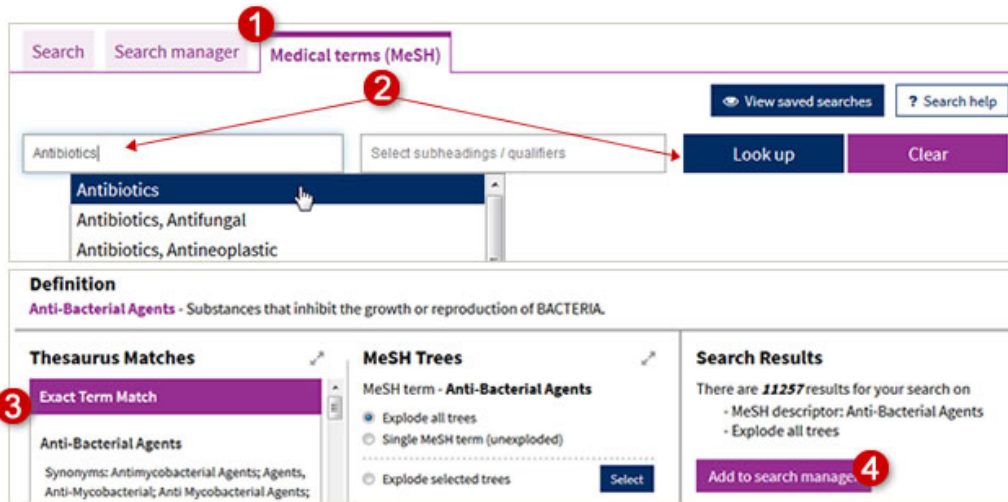 1
Search
Search manager
Medical terms (MeSH)
2
View saved searches
? Search help
Antibiotics
Select subheadings / qualifiers
Look up
Clear
Antibiotics
Antibiotics, Antifungal
Antibiotics, Antineoplastic
Definition
Anti-Bacterial Agents - Substances that inhibit the growth or reproduction of BACTERIA.
Thesaurus Matches
3
Exact Term Match
Anti-Bacterial Agents
Synonyms: Antimycobacterial Agents; Agents,
Anti-Mycobacterial; Anti Mycobacterial Agents;
MeSH Trees
MeSH term - Anti-Bacterial Agents
Explode all trees
Single MeSH term (unexploded)
Explode selected trees
Select
Search Results
There are 11257 results for your search on
- MeSH descriptor: Anti-Bacterial Agents
- Explode all trees
Add to search manage
4